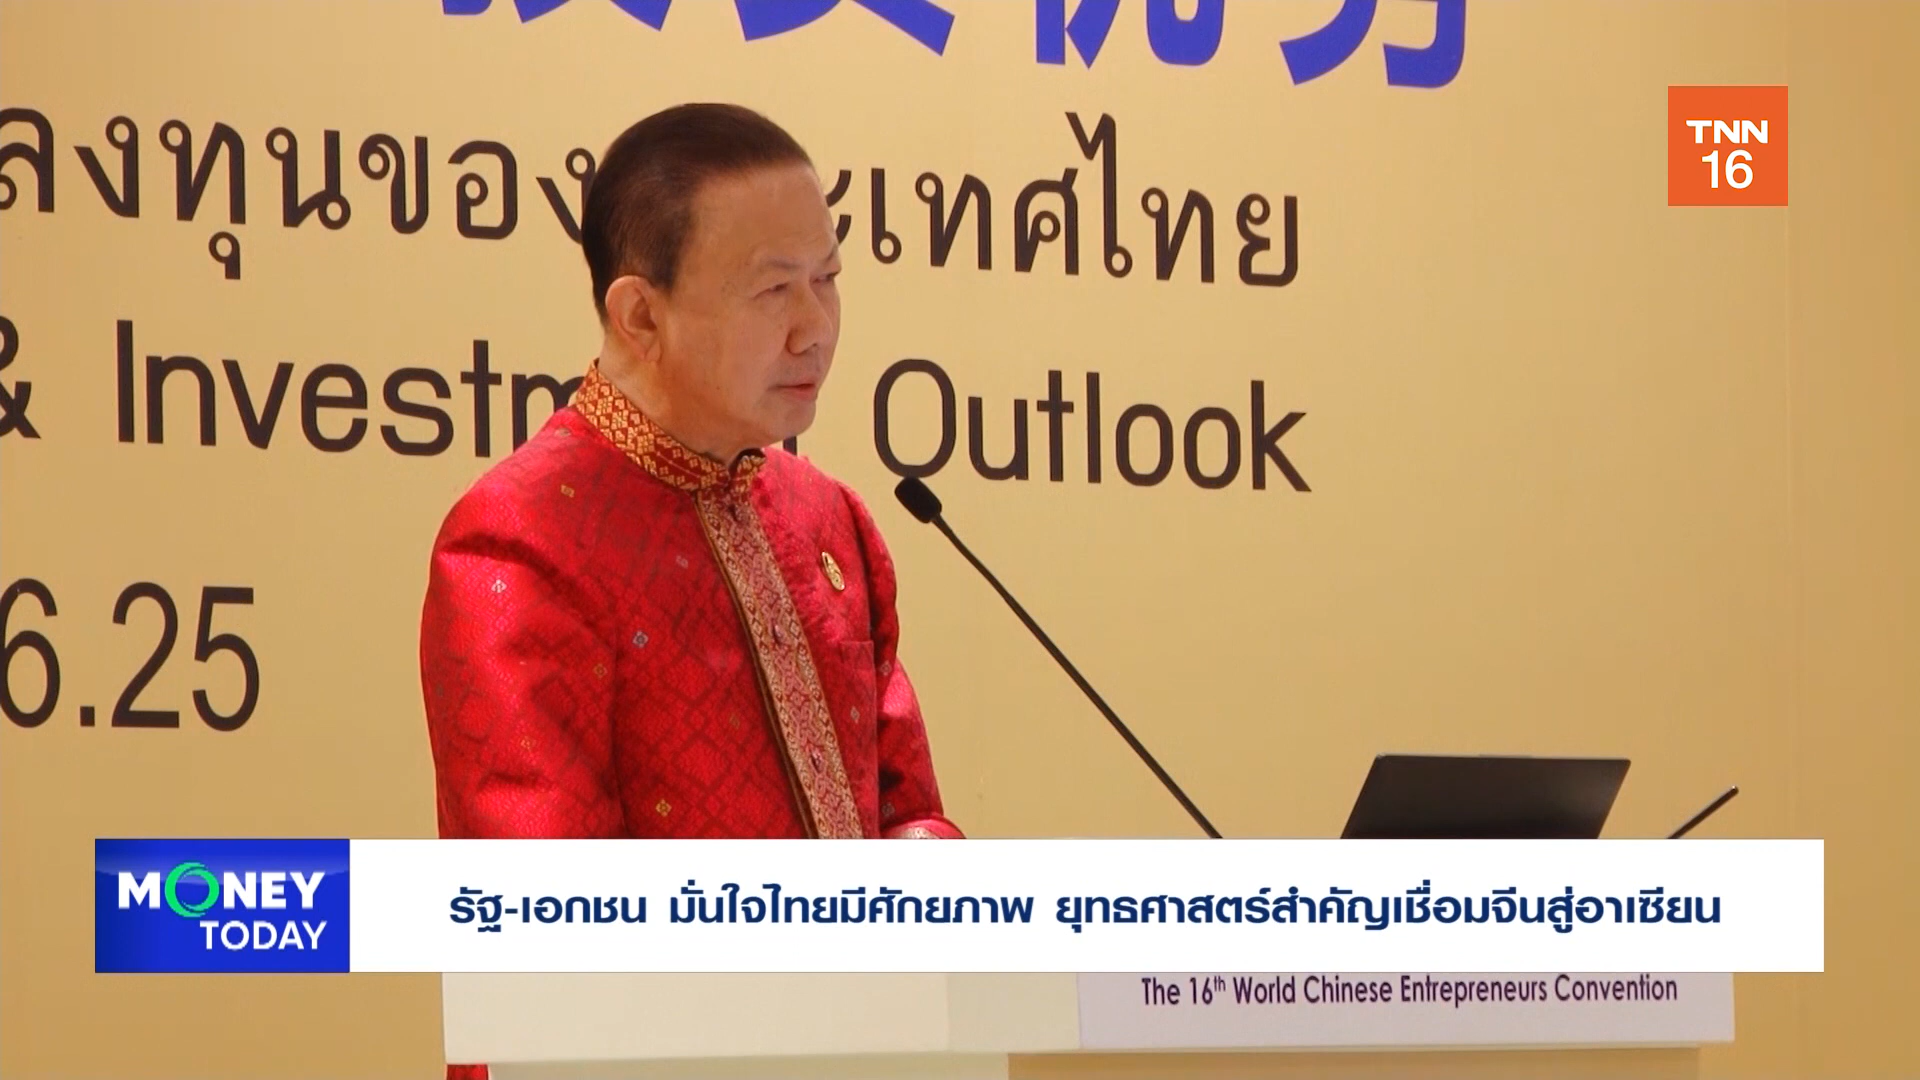 ลงทุนของ ะเทศไทย
& Investm Outlook
6.25
TNN
16
MONEY
TODAY
รัฐ-เอกชน มั่นใจไทยมีศักยภาพ ยุทธศาสตร์สำคัญเชื่อมจีนสู่อาเซียน
The 16th World Chinese Entrepreneurs Convention